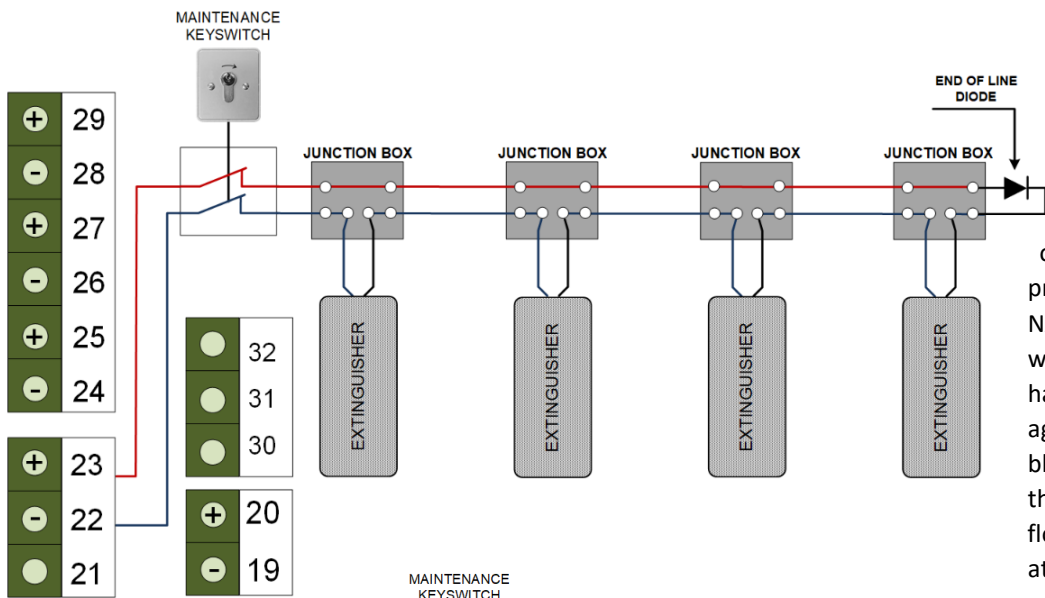 MAINTENANCE
KEYSWITCH
END OF LINE
DIODE
JUNCTION BOX
JUNCTION BOX
JUNCTION BOX
JUNCTION BOX
+ 29
- 28
+ 27
- 26
+ 25
- 24
+ 23
- 22
21
32
31
30
+ 20
- 19
EXTINGUISHER
EXTINGUISHER
EXTINGUISHER
EXTINGUISHER
MAINTENANCE
KEYSWITCH